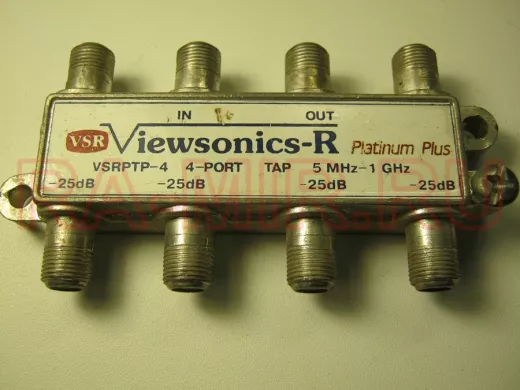 IN OUT
VSR Viewsonics-R Platinum Plus
VSRPTP-4 4-PORT TAP 5 MHz-1 GHz
-25dB -25dB -25dB -25dB